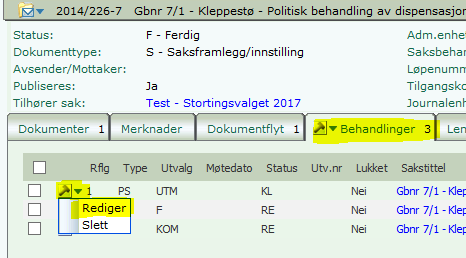 2014/226-7 Gbnr 7/1 - Kleppestø - Politisk behandling av dispensasjon
Status: F - Ferdig Adm.enhet
Dokumenttype: S - Saksframlegg/innstilling Saksbeha
Avsender/Mottaker: Løpenumm
Publiseres: Ja Tilgangsko
Tilhører sak: Test - Stortingsvalget 2017 Journalenh
Dokumenter 1 Merknader Dokumentflyt 1 Behandlinger 3 Len
Rflg Type Utvalg Møtedato Status Utv.nr Lukket Sakstittel
1 PS UTM KL Nei Gbnr 7/1 - Klep
Rediger F RE Nei Gbnr 7/1 - Klep
Slett KOM RE Nei Gbnr 7/1 - Klep